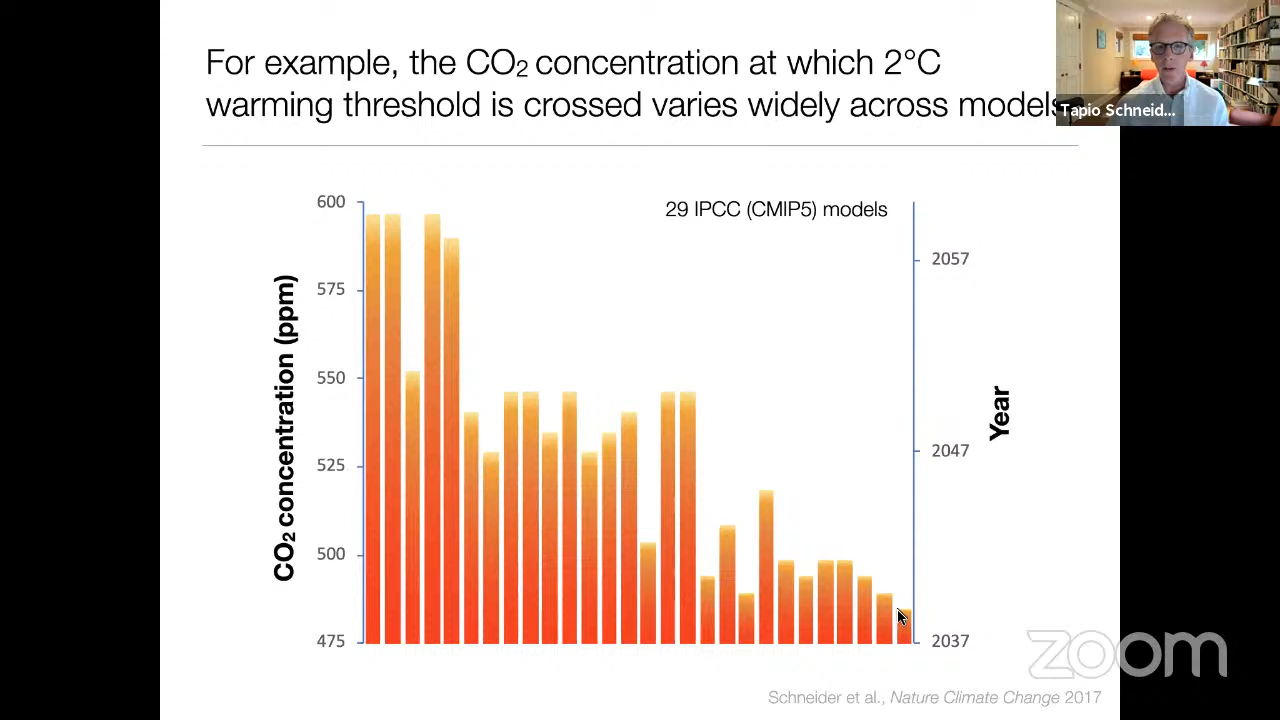 For example, the CO₂ concentration at which 2°C
warming threshold is crossed varies widely across models
Tapio Schneid...
29 IPCC (CMIP5) models
CO₂ concentration (ppm)
600
575
550
525
500
475
2057
2047
2037
Year
zoom
Schneider et al., Nature Climate Change 2017